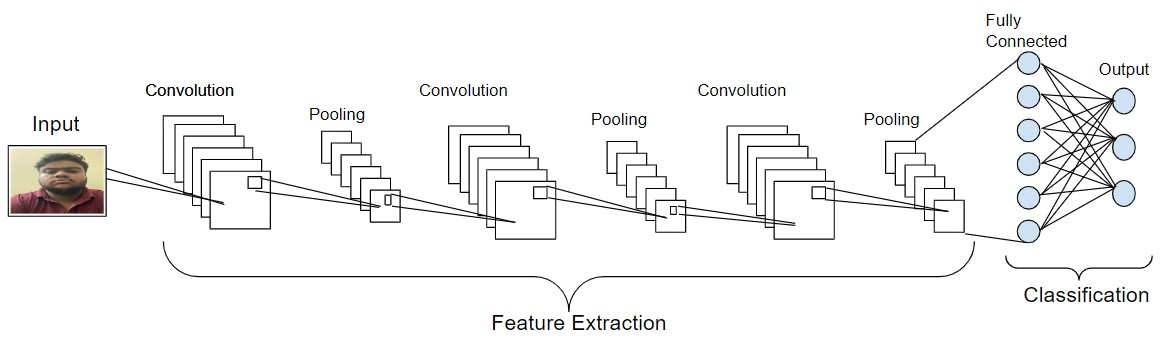 Input
Convolution
Pooling
Convolution
Pooling
Convolution
Pooling
Fully
Connected
Output
Feature Extraction
Classification